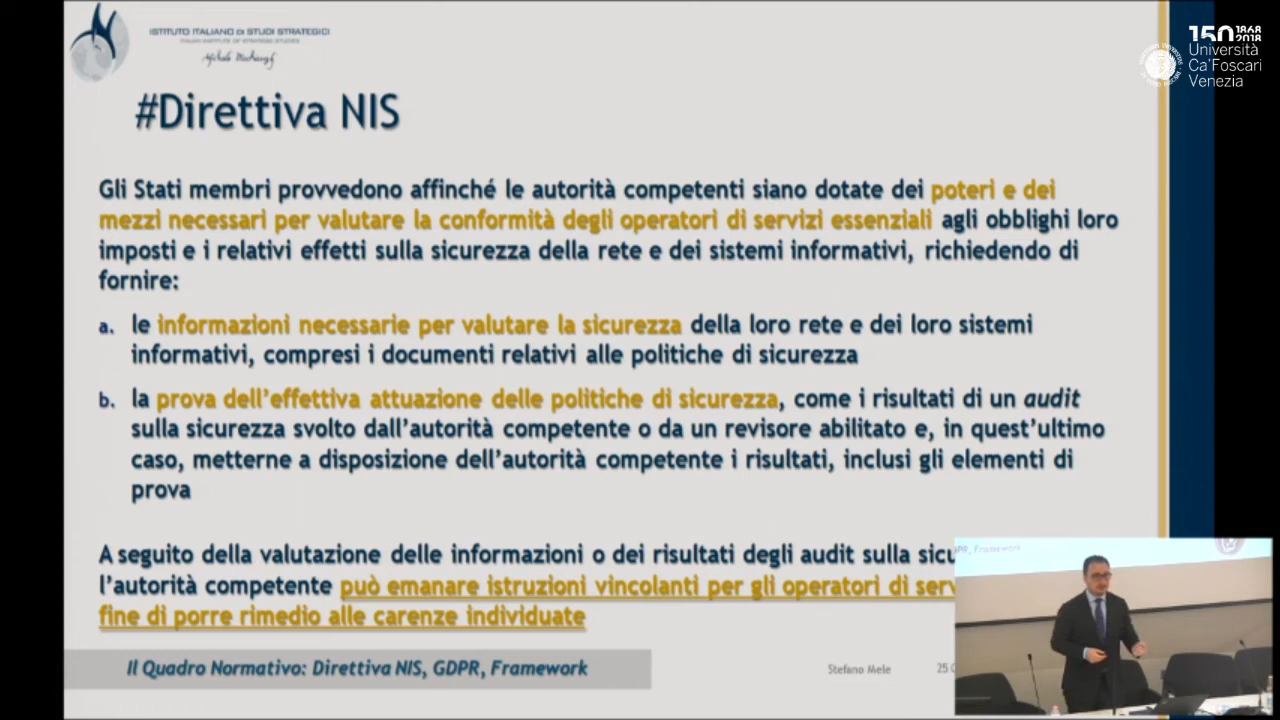 ISTITUTO ITALIANO DI STUDI STRATEGICI
ITALIAN INSTITUTE OF STRATEGIC STUDIES
150 1868 2018
Università
Ca'Foscari
Venezia
#Direttiva NIS
Gli Stati membri provvedono affinché le autorità competenti siano dotate dei poteri e dei
mezzi necessari per valutare la conformità degli operatori di servizi essenziali agli obblighi loro
imposti e i relativi effetti sulla sicurezza della rete e dei sistemi informativi, richiedendo di
fornire:
a. le informazioni necessarie per valutare la sicurezza della loro rete e dei loro sistemi
informativi, compresi i documenti relativi alle politiche di sicurezza
b. la prova dell'effettiva attuazione delle politiche di sicurezza, come i risultati di un audit
sulla sicurezza svolto dall'autorità competente o da un revisore abilitato e, in quest'ultimo
caso, metterne a disposizione dell'autorità competente i risultati, inclusi gli elementi di
prova
A seguito della valutazione delle informazioni o dei risultati degli audit sulla sicu
l'autorità competente può emanare istruzioni vincolanti per gli operatori di serv
fine di porre rimedio alle carenze individuate
Il Quadro Normativo: Direttiva NIS, GDPR, Framework
Stefano Mele
25
PR, Framework